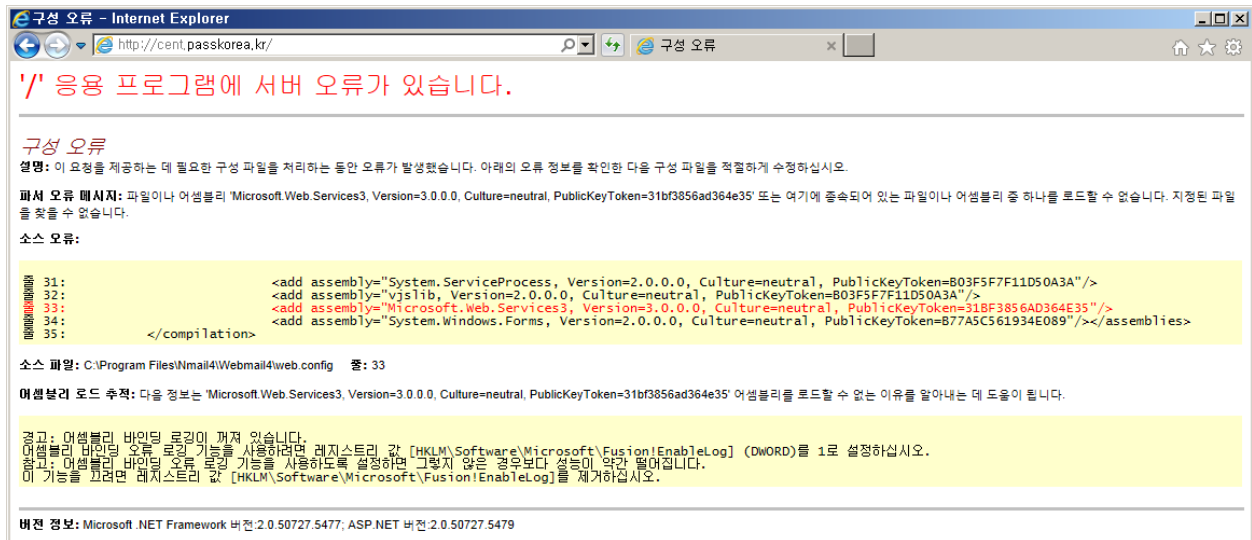 구성 오류 - Internet Explorer
http://cent.passkorea.kr/
구성 오류
'/' 응용 프로그램에 서버 오류가 있습니다.
구성 오류
설명: 이 요청을 제공하는 데 필요한 구성 파일을 처리하는 동안 오류가 발생했습니다. 아래의 오류 정보를 확인한 다음 구성 파일을 적절하게 수정하십시오.
파서 오류 메시지: 파일이나 어셈블리 'Microsoft.Web.Services3, Version=3.0.0.0, Culture=neutral, PublicKeyToken=31bf3856ad364e35' 또는 여기에 종속되어 있는 파일이나 어셈블리 중 하나를 로드할 수 없습니다. 지정된 파일
을 찾을 수 없습니다.
소스 오류:
줄 31: <add assembly="System.ServiceProcess, Version=2.0.0.0, Culture=neutral, PublicKeyToken=B03F5F7F11D50A3A"/>
줄 32: <add assembly="vjslib, Version=2.0.0.0, Culture=neutral, PublicKeyToken=B03F5F7F11D50A3A"/>
줄 33: <add assembly="Microsoft.Web.Services3, Version=3.0.0.0, Culture=neutral, PublicKeyToken=31BF3856AD364E35"/>
줄 34: <add assembly="System.Windows.Forms, Version=2.0.0.0, Culture=neutral, PublicKeyToken=B77A5C561934E089"/></assemblies>
줄 35: </compilation>
소스 파일: C:\Program Files\Nmail4\Webmail4\web.config 줄: 33
어셈블리 로드 추적: 다음 정보는 'Microsoft.Web.Services3, Version=3.0.0.0, Culture=neutral, PublicKeyToken=31bf3856ad364e35' 어셈블리를 로드할 수 없는 이유를 알아내는 데 도움이 됩니다.
경고: 어셈블리 바인딩 로깅이 꺼져 있습니다.
어셈블리 바인딩 오류 로깅 기능을 사용하려면 레지스트리 값 [HKLM\Software\Microsoft\Fusion!EnableLog] (DWORD)를 1로 설정하십시오.
참고: 어셈블리 바인딩 오류 로깅 기능을 사용하도록 설정하면 그렇지 않은 경우보다 성능이 약간 떨어집니다.
이 기능을 끄려면 레지스트리 값 [HKLM\Software\Microsoft\Fusion!EnableLog]를 제거하십시오.
버전 정보: Microsoft .NET Framework 버전:2.0.50727.5477; ASP.NET 버전:2.0.50727.5479